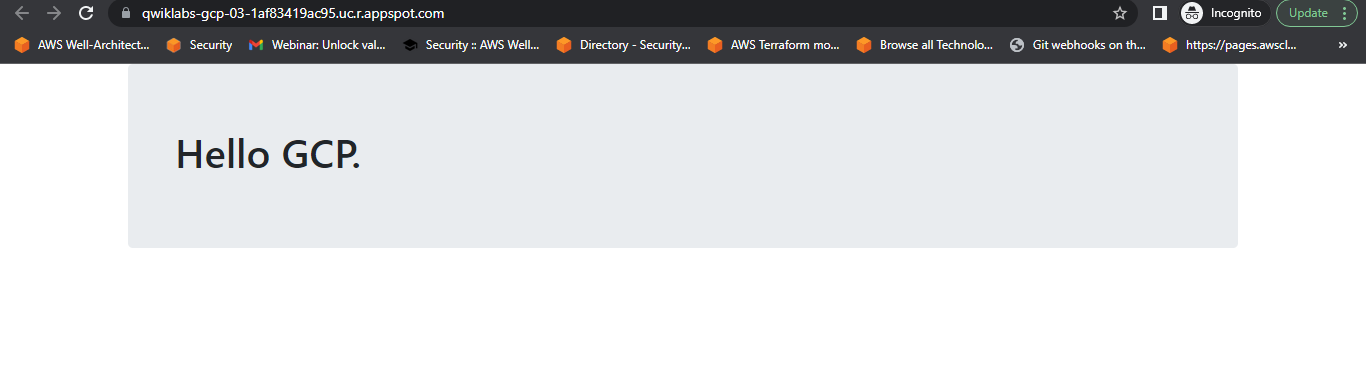 qwiklabs-gcp-03-1af83419ac95.uc.r.appspot.com Incognito Update
AWS Well-Architect... Security Webinar: Unlock val... Security :: AWS Well... Directory - Security... AWS Terraform mo... Browse all Technolo... Git webhooks on th... https://pages.awscl... »
Hello GCP.